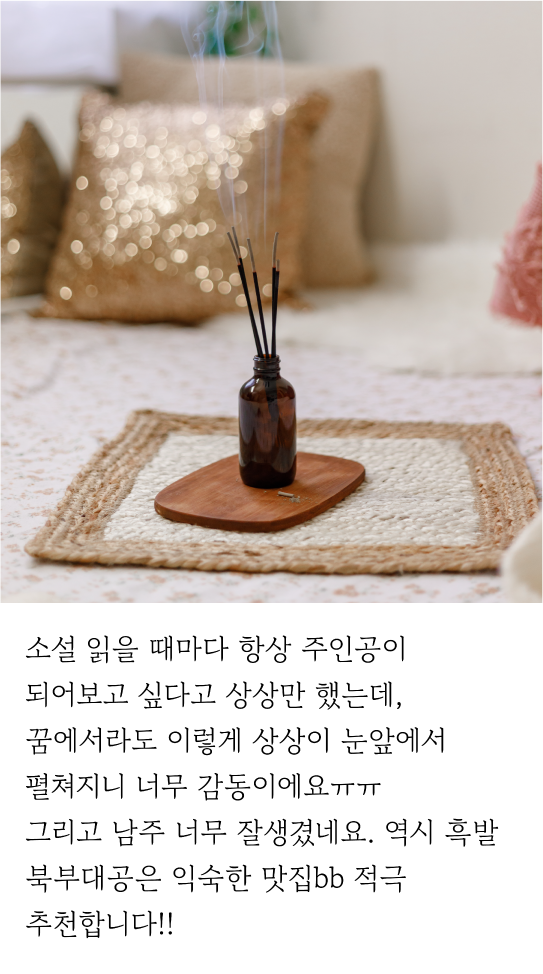 소설 읽을 때마다 항상 주인공이
되어보고 싶다고 상상만 했는데,
꿈에서라도 이렇게 상상이 눈앞에서
펼쳐지니 너무 감동이에요ㅠㅠ
그리고 남주 너무 잘생겼네요. 역시 흑발
북부대공은 익숙한 맛집bb 적극
추천합니다!!